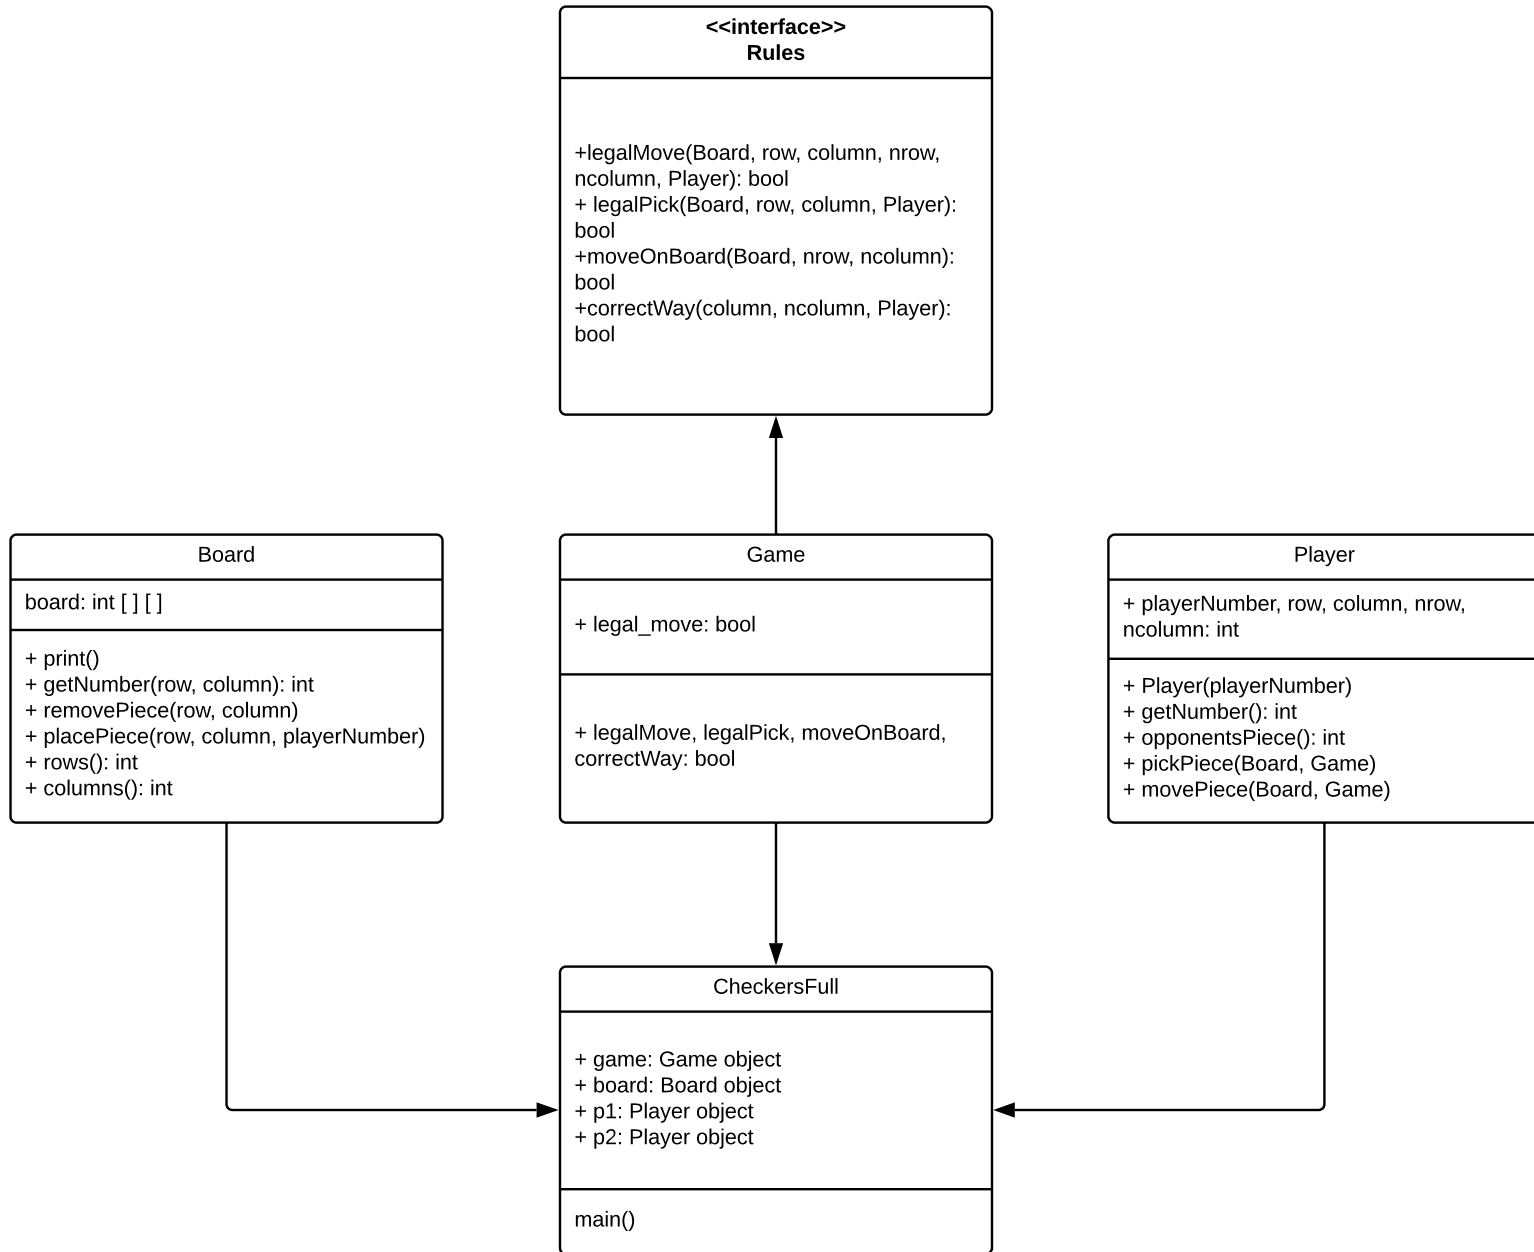 <<interface>>
Rules
+legalMove(Board, row, column, nrow,
ncolumn, Player): bool
+ legalPick(Board, row, column, Player):
bool
+moveOnBoard(Board, nrow, ncolumn):
bool
+correctWay(column, ncolumn, Player):
bool
Board
board: int [ ] [ ]
+ print()
+ getNumber(row, column): int
+ removePiece(row, column)
+ placePiece(row, column, playerNumber)
+ rows(): int
+ columns(): int
Game
+ legal_move: bool
+ legalMove, legalPick, moveOnBoard,
correctWay: bool
Player
+ playerNumber, row, column, nrow,
ncolumn: int
+ Player(playerNumber)
+ getNumber(): int
+ opponentsPiece(): int
+ pickPiece(Board, Game)
+ movePiece(Board, Game)
CheckersFull
+ game: Game object
+ board: Board object
+ p1: Player object
+ p2: Player object
main()